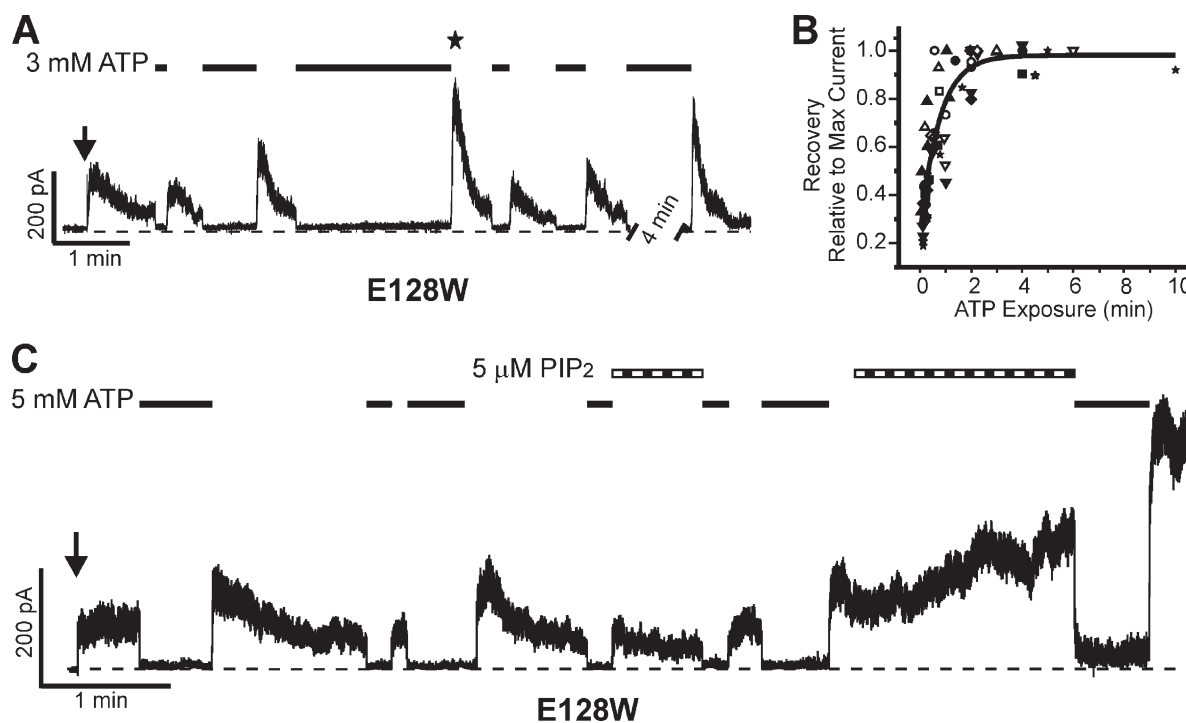 A
3 mM ATP
200 pA
1 min
4 min
E128W
B
Recovery
Relative to Max Current
1.0
0.8
0.6
0.4
0.2
0 2 4 6 8 10
ATP Exposure (min)
C
5 μM PIP2
5 mM ATP
200 pA
1 min
E128W